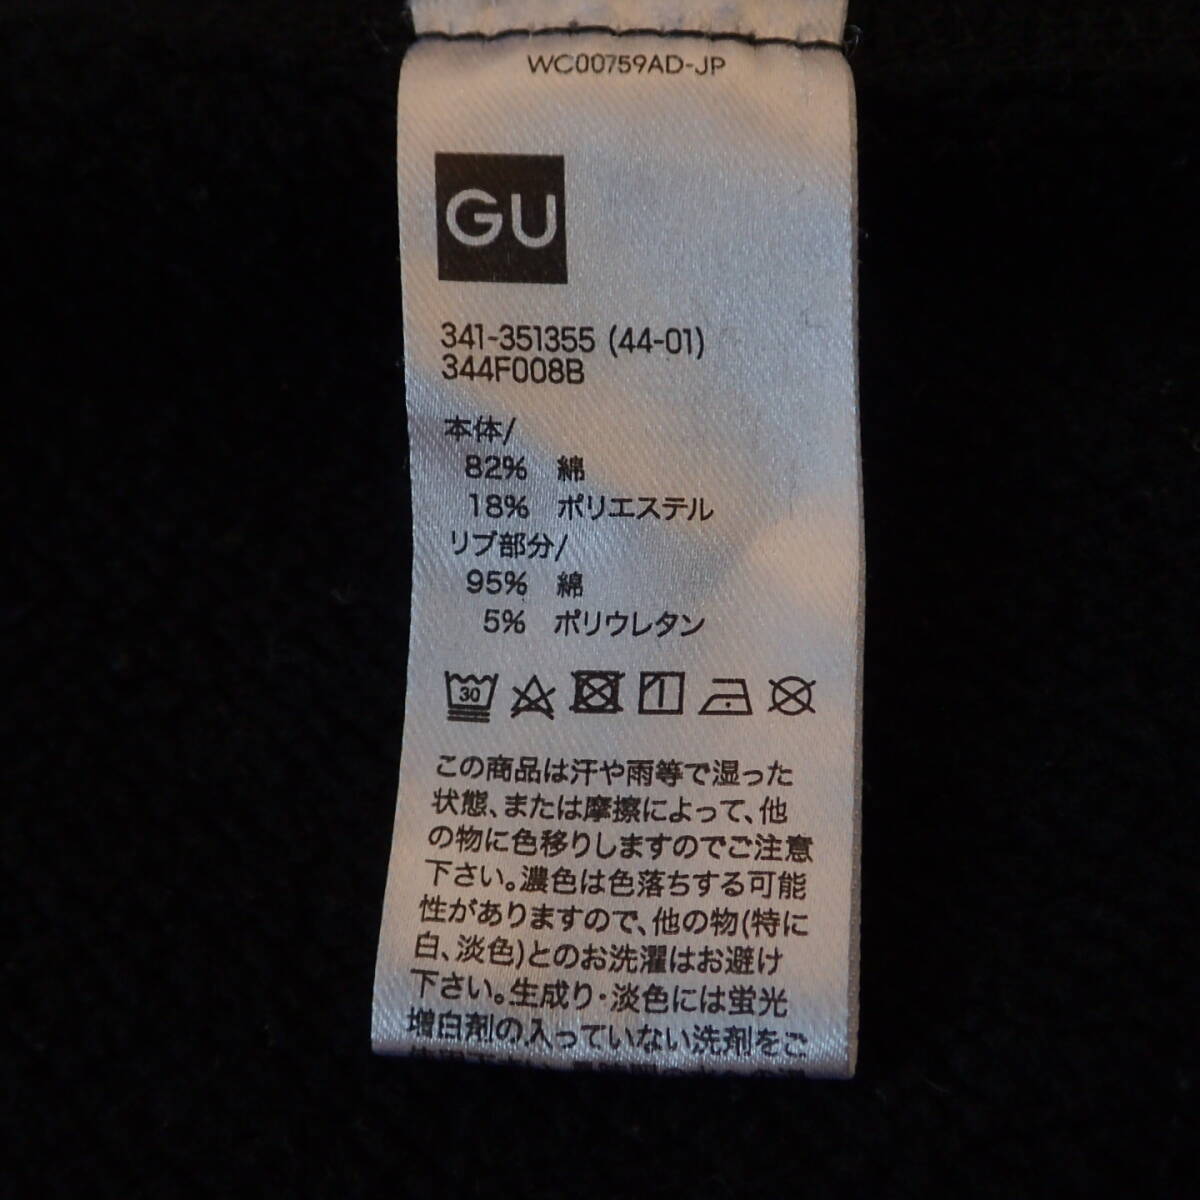 WC00759AD-JP
GU
341-351355 (44-01)
344F008B
本体/
82% 綿
18% ポリエステル
リブ部分/
95% 綿
5% ポリウレタン
30
この商品は汗や雨等で湿った
状態、または摩擦によって、他
の物に色移りしますのでご注意
下さい。濃色は色落ちする可能
性がありますので、他の物(特に
白、淡色)とのお洗濯はお避け
下さい。生成り・淡色には蛍光
増白剤の入っていない洗剤をご